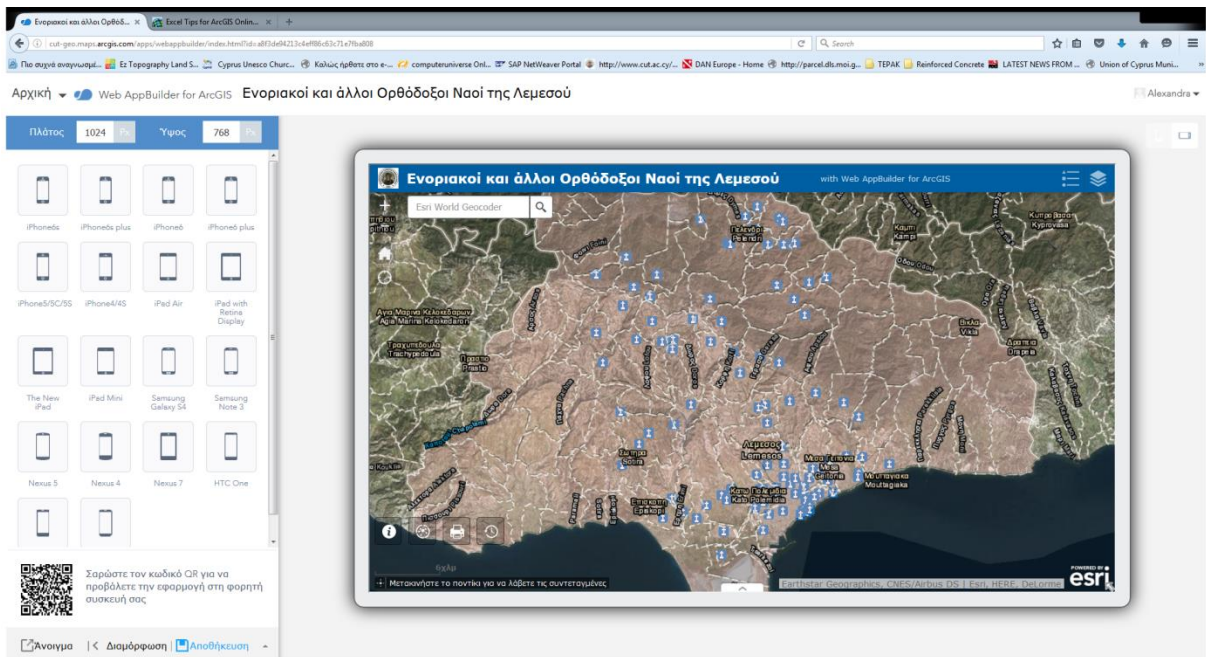 Ενοριακοί και άλλοι Ορθόδ... ×
Excel Tips for ArcGIS Onlin... ×
cut-geo.maps.arcgis.com/apps/webappbuilder/index.html?id=a8f3de94213c4eff86c63c71e7fba808
Search
Πιο συχνά αναγνωσμέ...
Ez Topography Land S...
Cyprus Unesco Churc...
Καλώς ήρθατε στο e-...
computeruniverse Onl...
SAP NetWeaver Portal
http://www.cut.ac.cy/...
DAN Europe - Home
http://parcel.dls.moi.g...
TEPAK
Reinforced Concrete
LATEST NEWS FROM ...
Union of Cyprus Muni...
Αρχική
Web AppBuilder for ArcGIS
Ενοριακοί και άλλοι Ορθόδοξοι Ναοί της Λεμεσού
Alexandra
Πλάτος 1024 Px Ύψος 768 Px
iPhone6s
iPhone6s plus
iPhone6
iPhone6 plus
iPhone5/5C/5S
iPhone4/4S
iPad Air
iPad with Retina Display
The New iPad
iPad Mini
Samsung Galaxy S4
Samsung Note 3
Nexus 5
Nexus 4
Nexus 7
HTC One
Σαρώστε τον κωδικό QR για να
προβάλετε την εφαρμογή στη φορητή
συσκευή σας
Άνοιγμα | < Διαμόρφωση | Αποθήκευση
Ενοριακοί και άλλοι Ορθόδοξοι Ναοί της Λεμεσού
with Web AppBuilder for ArcGIS
Esri World Geocoder
Πελένδρι
Pelendri
Καμπί
Kampi
Κυπροβασα
Kyprovasa
Αγία Μαρίνα Κελοκεδάρων
Agia Marina Kelokedaron
Τραχυπέδουλα
Trachypedoula
Πραστιό
Prastio
Βίκλα
Vikla
Δράπεια
Drapeia
Σωτήρα
Sotira
Λεμεσός
Lemesos
Μέσα Γειτονιά
Mesa
Geitonia
Μουτταγιάκα
Mouttagiaka
Κάτω Πολεμίδια
Kato Polemidia
Επισκοπή
Episkopi
6χλμ
Μετακινήστε το ποντίκι για να λάβετε τις συντεταγμένες
Earthstar Geographics, CNES/Airbus DS | Esri, HERE, DeLorme
POWERED BY
esri